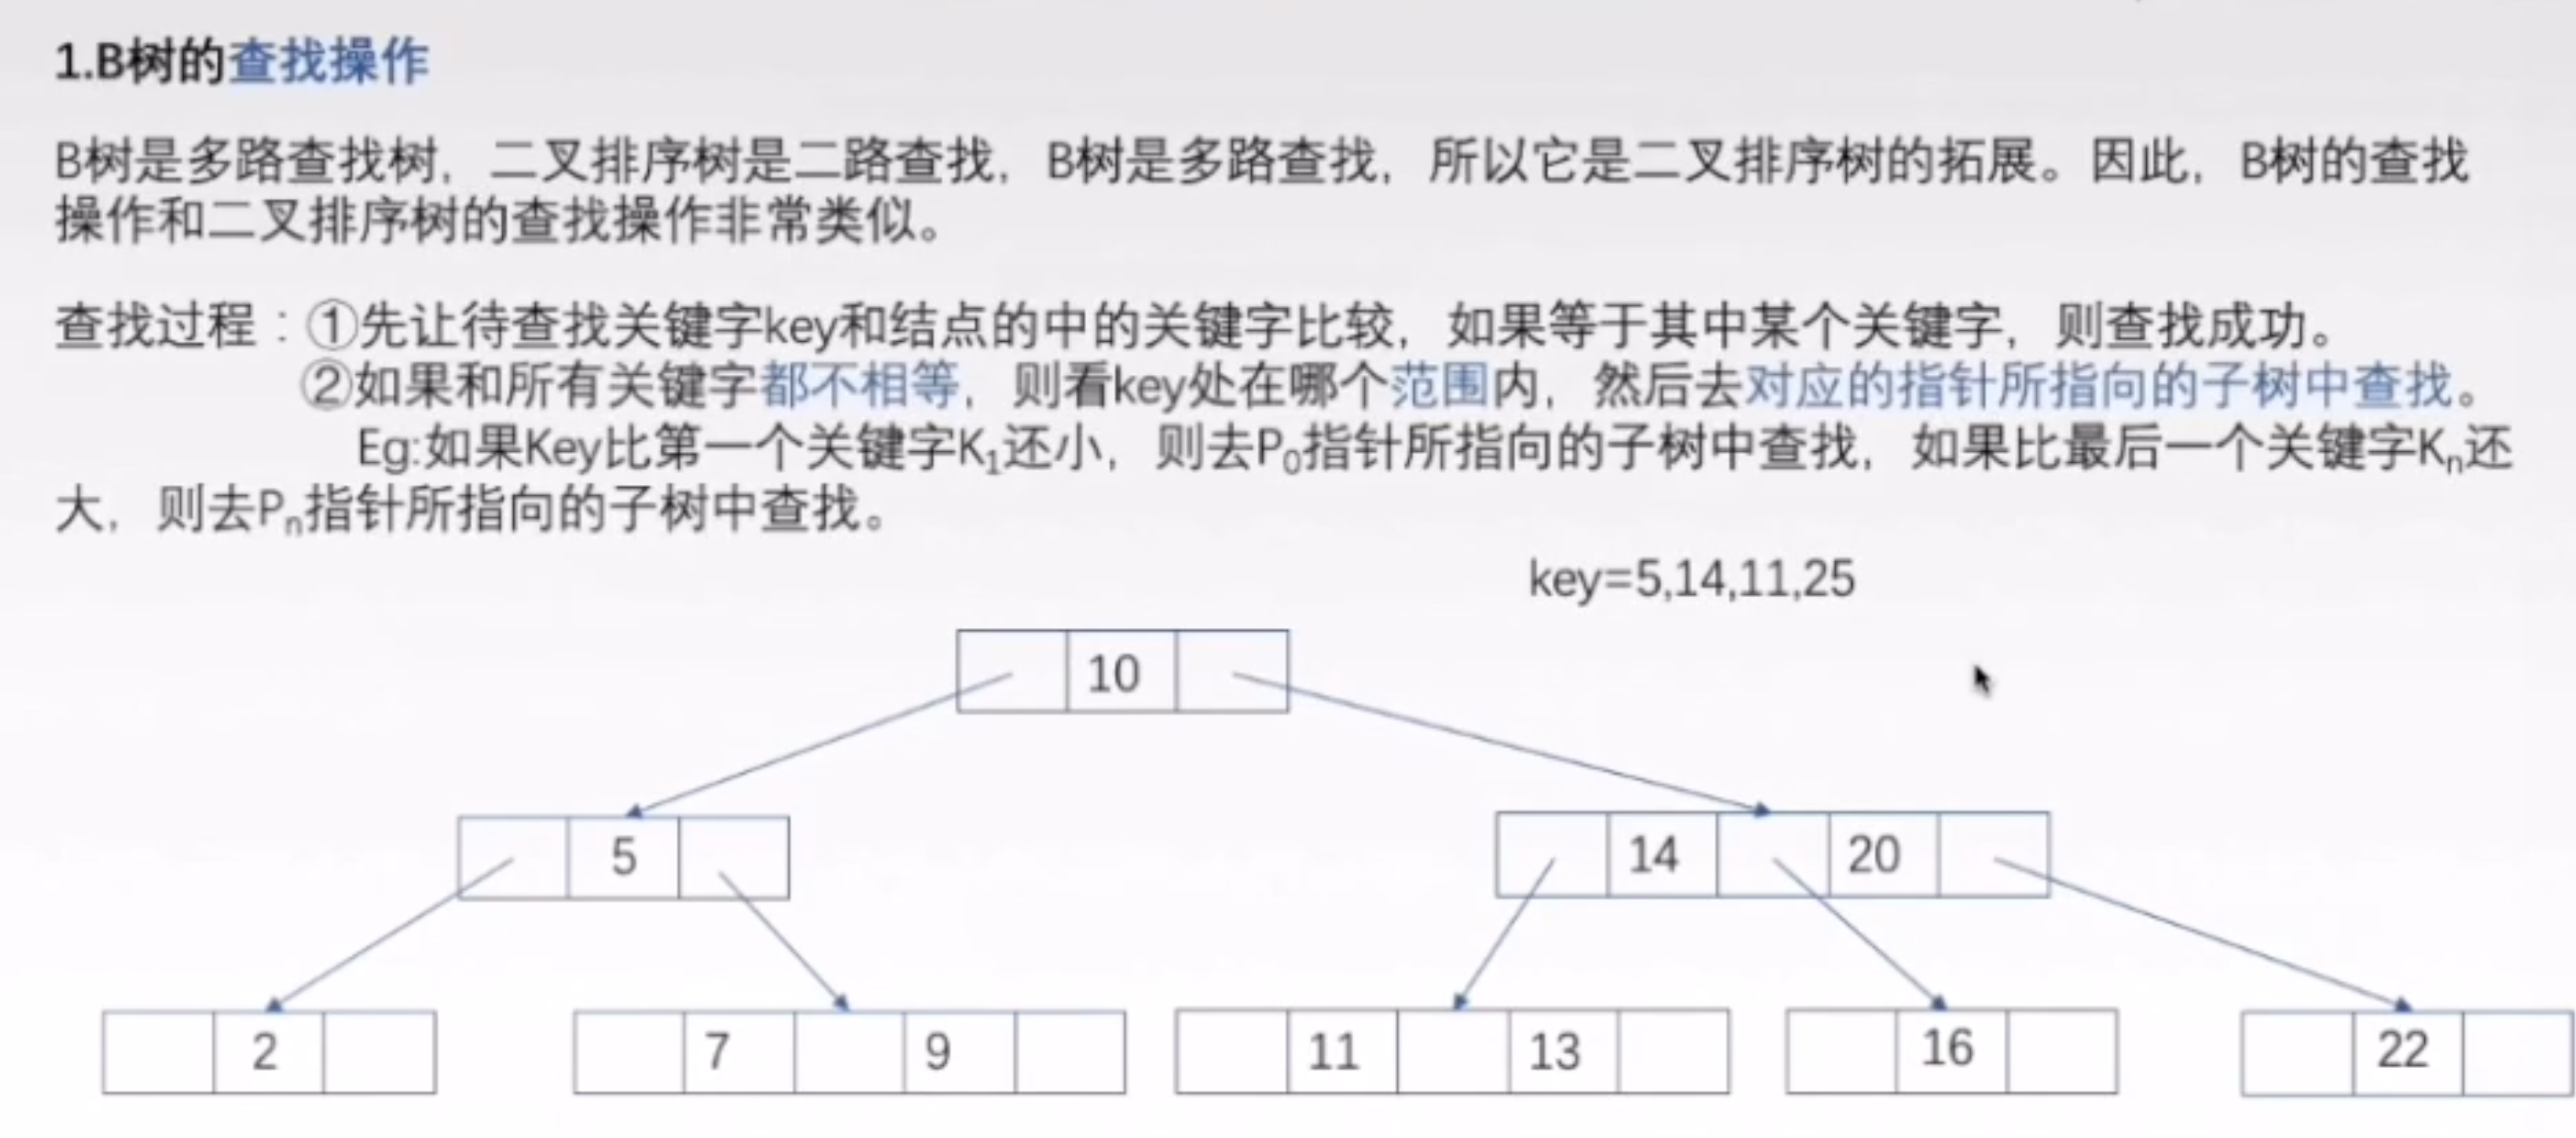 1.B树的查找操作
B树是多路查找树，二叉排序树是二路查找，B树是多路查找，所以它是二叉排序树的拓展。因此，B树的查找
操作和二叉排序树的查找操作非常类似。
查找过程：①先让待查找关键字key和结点的中的关键字比较，如果等于其中某个关键字，则查找成功。
②如果和所有关键字都不相等，则看key处在哪个范围内，然后去对应的指针所指向的子树中查找。
Eg:如果Key比第一个关键字K₁还小，则去P₀指针所指向的子树中查找，如果比最后一个关键字Kₙ还
大，则去Pₙ指针所指向的子树中查找。
key=5,14,11,25
10
5 14 20
2 7 9 11 13 16 22